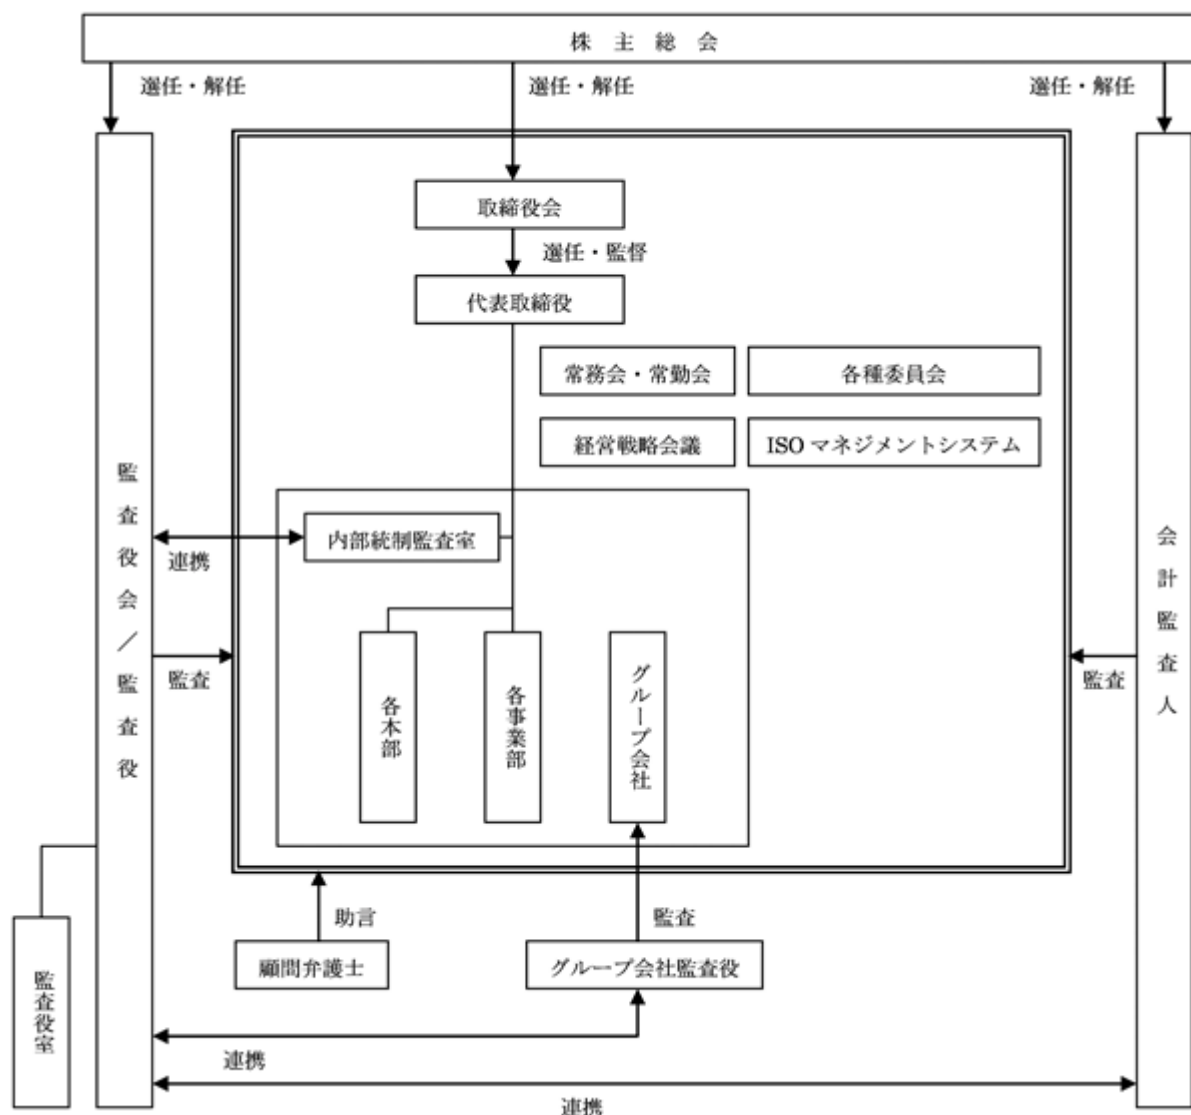 株主総会
選任・解任
選任・解任
選任・解任
取締役会
選任・監督
代表取締役
常務会・常勤会
各種委員会
経営戦略会議
ISOマネジメントシステム
監査役会／監査役
内部統制監査室
連携
会計監査人
監査
監査
各本部
各事業部
グループ会社
助言
監査
顧問弁護士
グループ会社監査役
監査役室
連携
連携